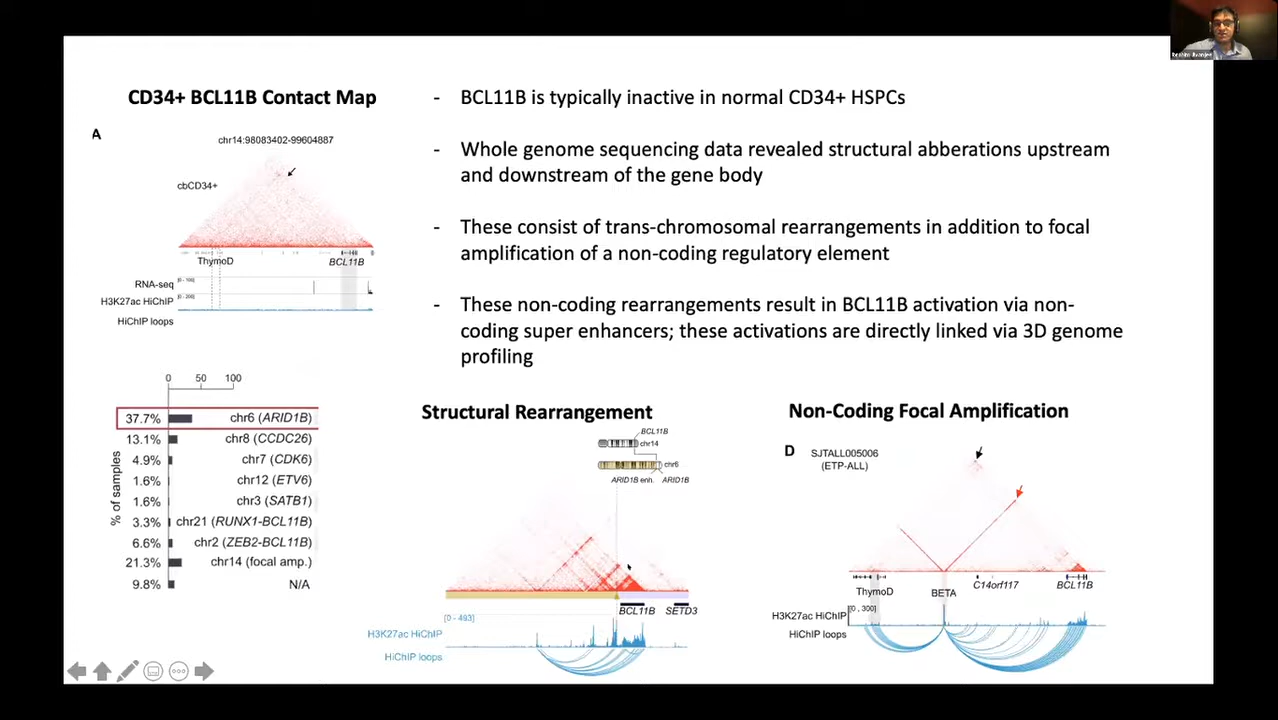 CD34+ BCL11B Contact Map
A
chr14:98083402-99604887
cbCD34+
ThymoD
BCL11B
RNA-seq
[0 - 100]
H3K27ac HiChIP
[0 - 200]
HiChIP loops
- BCL11B is typically inactive in normal CD34+ HSPCs
- Whole genome sequencing data revealed structural abberations upstream
and downstream of the gene body
- These consist of trans-chromosomal rearrangements in addition to focal
amplification of a non-coding regulatory element
- These non-coding rearrangements result in BCL11B activation via non-
coding super enhancers; these activations are directly linked via 3D genome
profiling
0 50 100
% of samples
37.7% chr6 (ARID1B)
13.1% chr8 (CCDC26)
4.9% chr7 (CDK6)
1.6% chr12 (ETV6)
1.6% chr3 (SATB1)
3.3% chr21 (RUNX1-BCL11B)
6.6% chr2 (ZEB2-BCL11B)
21.3% chr14 (focal amp.)
9.8% N/A
Structural Rearrangement
BCL11B
chr14
chr6
ARID1B enh. ARID1B
BCL11B SETD3
[0 - 493]
H3K27ac HiChIP
HiChIP loops
Non-Coding Focal Amplification
D
SJTALL005006
(ETP-ALL)
ThymoD
BETA
C14orf117
BCL11B
H3K27ac HiChIP
[0, 300]
HiChIP loops